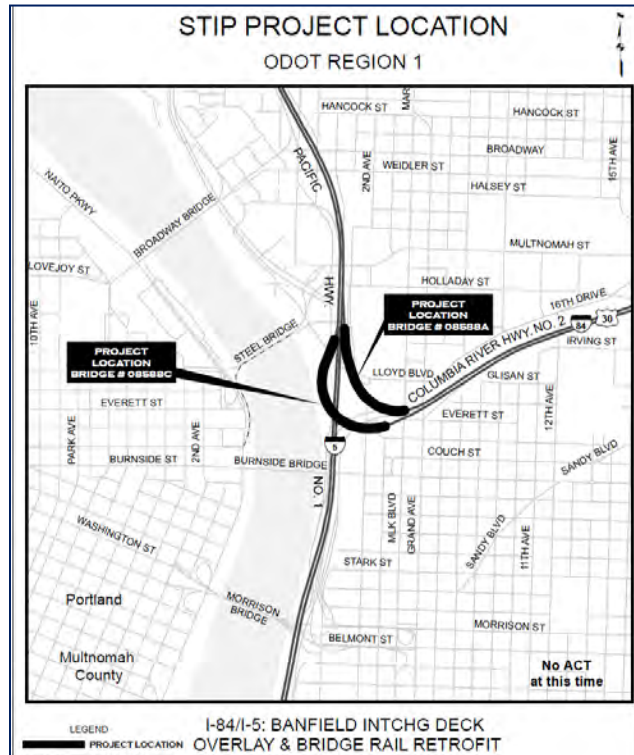 STIP PROJECT LOCATION
ODOT REGION 1
HANCOCK ST
BROADWAY
WEIDLER ST
HALSEY ST
2ND AVE
15TH AVE
PACIFIC
HWY
NAITO PKWY
BROADWAY BRIDGE
MULTNOMAH ST
LOVEJOY ST
10TH AVE
HOLLADAY ST
16TH DRIVE
84
30
PROJECT
LOCATION
BRIDGE # 08588A
COLUMBIA RIVER HWY. NO. 2
IRVING ST
STEEL BRIDGE
PROJECT
LOCATION
BRIDGE # 08588C
LLOYD BLVD
GLISAN ST
EVERETT ST
EVERETT ST
12TH AVE
PARK AVE
2ND AVE
5
COUCH ST
BURNSIDE ST
BURNSIDE BRIDGE
NO. 1
SANDY BLVD
MLK BLVD
GRAND AVE
WASHINGTON ST
SANDY BLVD
11TH AVE
STARK ST
Portland
MORRISON
BRIDGE
MORRISON ST
BELMONT ST
Multnomah
County
No ACT
at this time
LEGEND
PROJECT LOCATION
I-84/I-5: BANFIELD INTCHG DECK
OVERLAY & BRIDGE RAIL RETROFIT